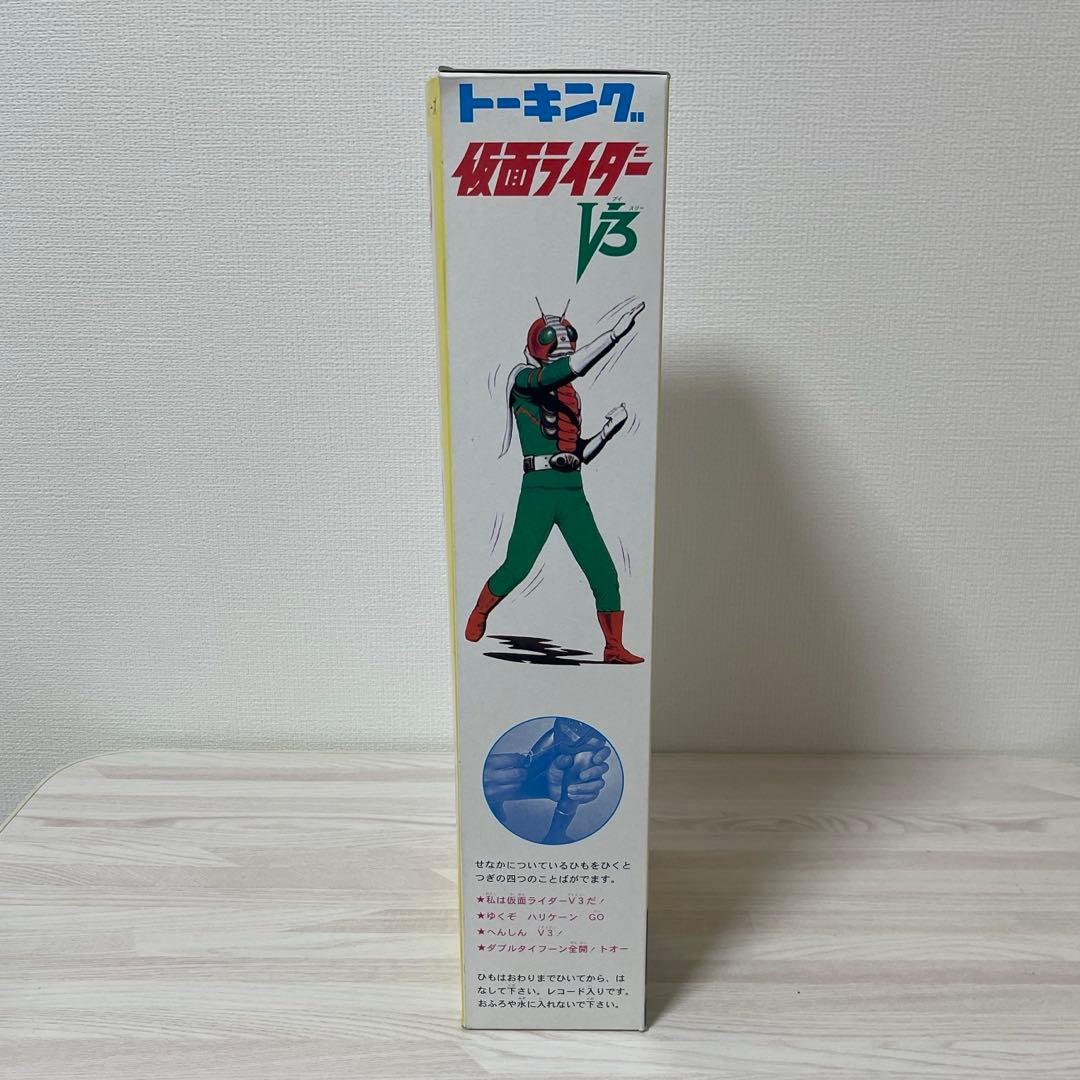 トーキング
仮面ライダー
ブイ スリー
V3
せなかについているひもをひくと
つぎの四つのことばがでます。
★私は仮面ライダーV3だ!
★ゆくぞ ハリケーン GO
★へんしん V3!
★ダブルタイフーン全開!トオー
ひもはおわりまでひいてから、は
なして下さい。レコード入りです。
おふろや水に入れないで下さい。